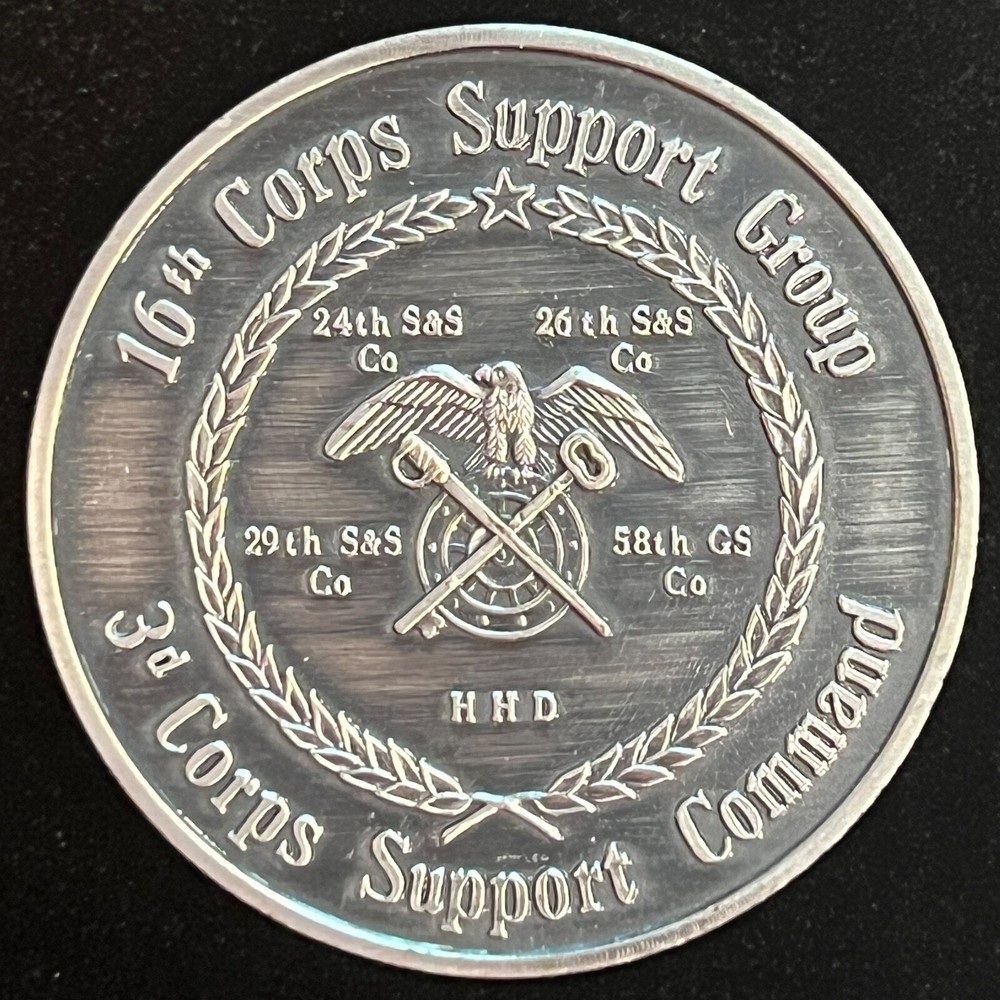 16th Corps Support Group
24th S&S
Co
26th S&S
Co
29th S&S
Co
58th GS
Co
HHD
3d Corps Support Command